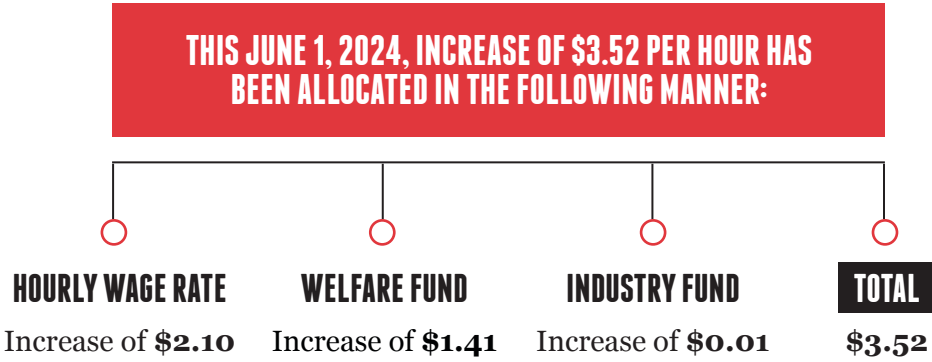 THIS JUNE 1, 2024, INCREASE OF $3.52 PER HOUR HAS
BEEN ALLOCATED IN THE FOLLOWING MANNER:
HOURLY WAGE RATE
Increase of $2.10
WELFARE FUND
Increase of $1.41
INDUSTRY FUND
Increase of $0.01
TOTAL
$3.52